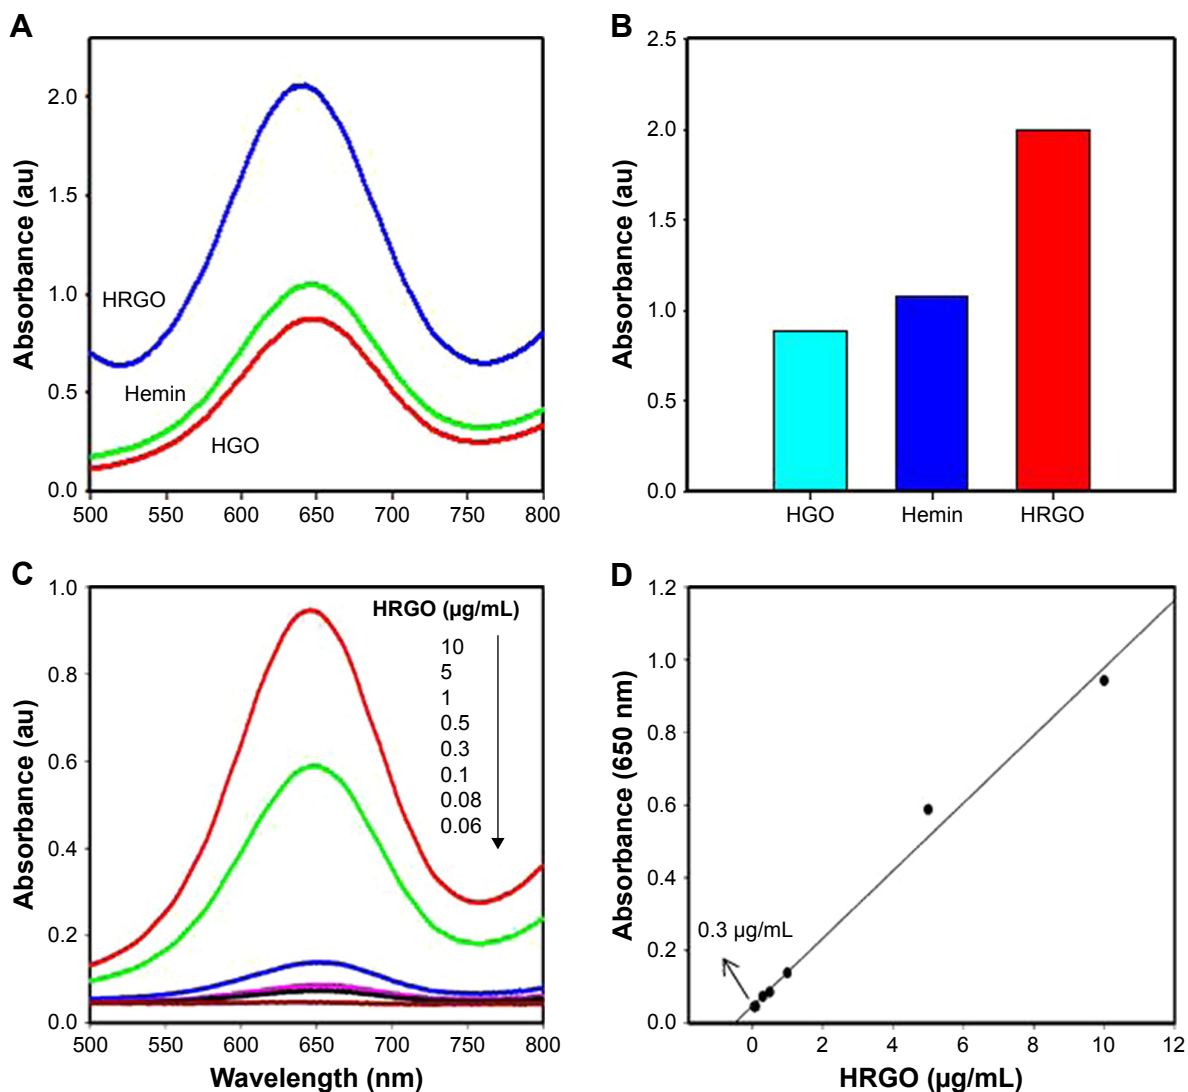 A
Absorbance (au)
2.0
1.5
1.0
0.5
0.0
HRGO
Hemin
HGO
500 550 600 650 700 750 800
B
Absorbance (au)
2.5
2.0
1.5
1.0
0.5
0.0
HGO Hemin HRGO
C
Absorbance (au)
1.0
0.8
0.6
0.4
0.2
0.0
HRGO (µg/mL)
10
5
1
0.5
0.3
0.1
0.08
0.06
500 550 600 650 700 750 800
Wavelength (nm)
D
Absorbance (650 nm)
1.2
1.0
0.8
0.6
0.4
0.2
0.0
0.3 µg/mL
0 2 4 6 8 10 12
HRGO (µg/mL)